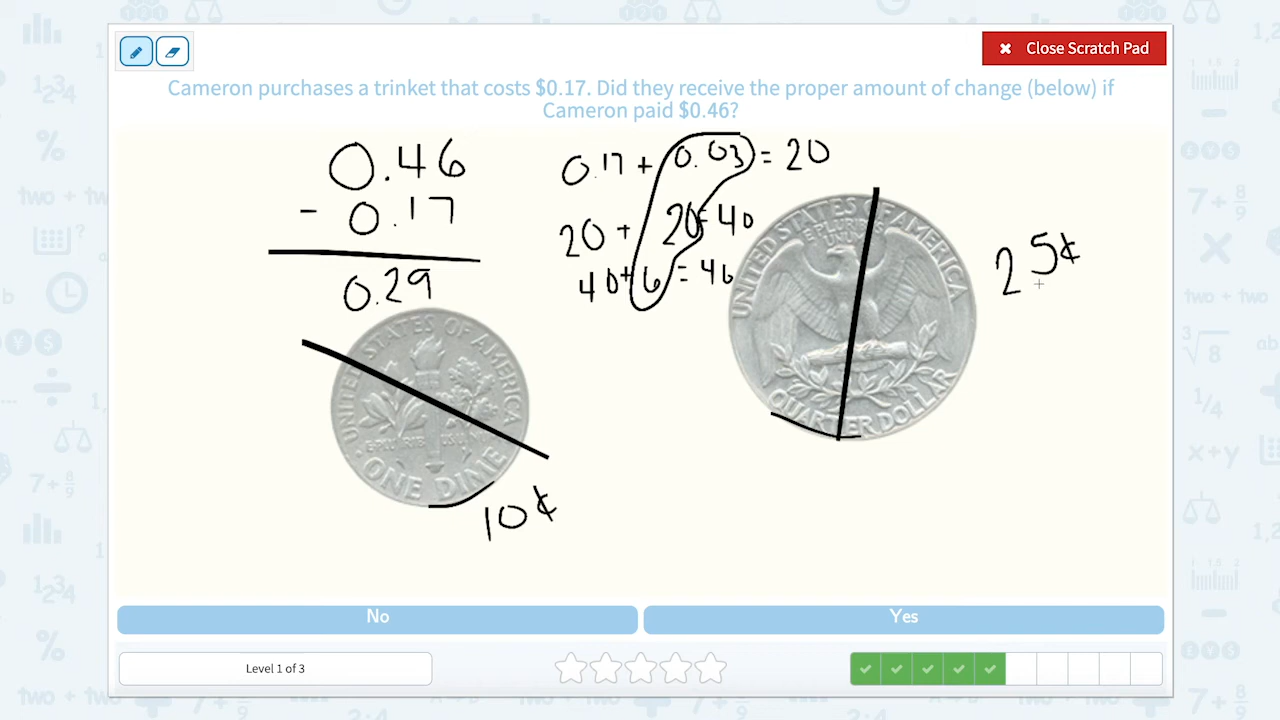 Close Scratch Pad
Cameron purchases a trinket that costs $0.17. Did they receive the proper amount of change (below) if
Cameron paid $0.46?
0.46
- 0.17
0.29
0.17 + 0.03 = 20
20 + 20 = 40
40 + 6 = 46
UNITED STATES OF AMERICA
E PLURIBUS UNUM
QUARTER DOLLAR
25¢
UNITED STATES OF AMERICA
ONE DIME
10¢
No
Yes
Level 1 of 3